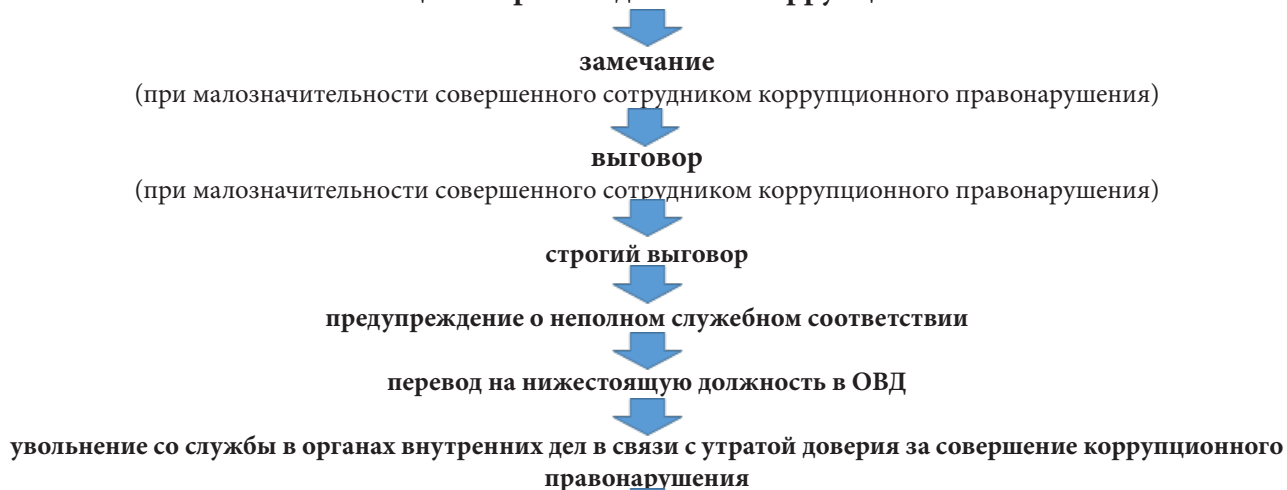 замечание
(при малозначительности совершенного сотрудником коррупционного правонарушения)
выговор
(при малозначительности совершенного сотрудником коррупционного правонарушения)
строгий выговор
предупреждение о неполном служебном соответствии
перевод на нижестоящую должность в ОВД
увольнение со службы в органах внутренних дел в связи с утратой доверия за совершение коррупционного
правонарушения